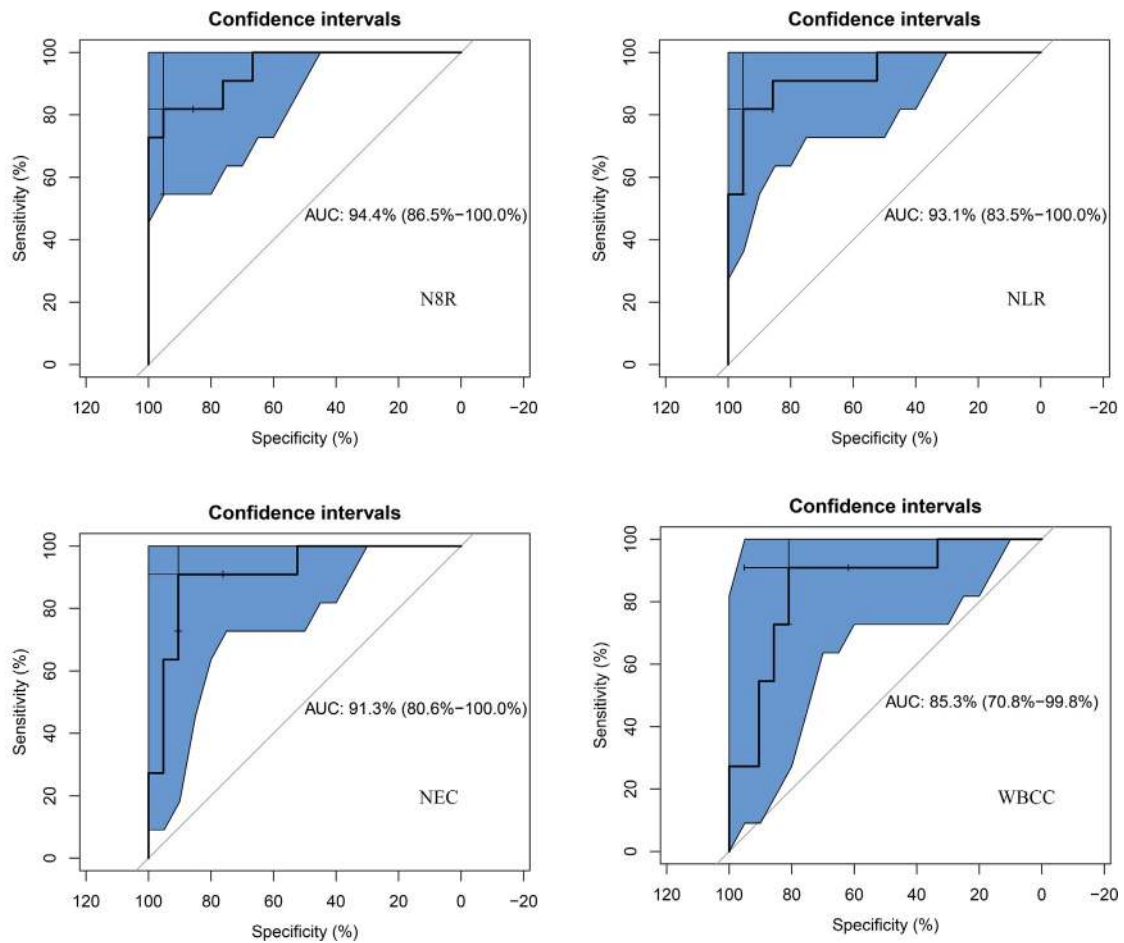 Confidence intervals
100
80
60
40
20
0
Sensitivity (%)
AUC: 94.4% (86.5%−100.0%)
N8R
120 100 80 60 40 20 0 −20
Specificity (%)
Confidence intervals
100
80
60
40
20
0
Sensitivity (%)
AUC: 93.1% (83.5%−100.0%)
NLR
120 100 80 60 40 20 0 −20
Specificity (%)
Confidence intervals
100
80
60
40
20
0
Sensitivity (%)
AUC: 91.3% (80.6%−100.0%)
NEC
120 100 80 60 40 20 0 −20
Specificity (%)
Confidence intervals
100
80
60
40
20
0
Sensitivity (%)
AUC: 85.3% (70.8%−99.8%)
WBCC
120 100 80 60 40 20 0 −20
Specificity (%)